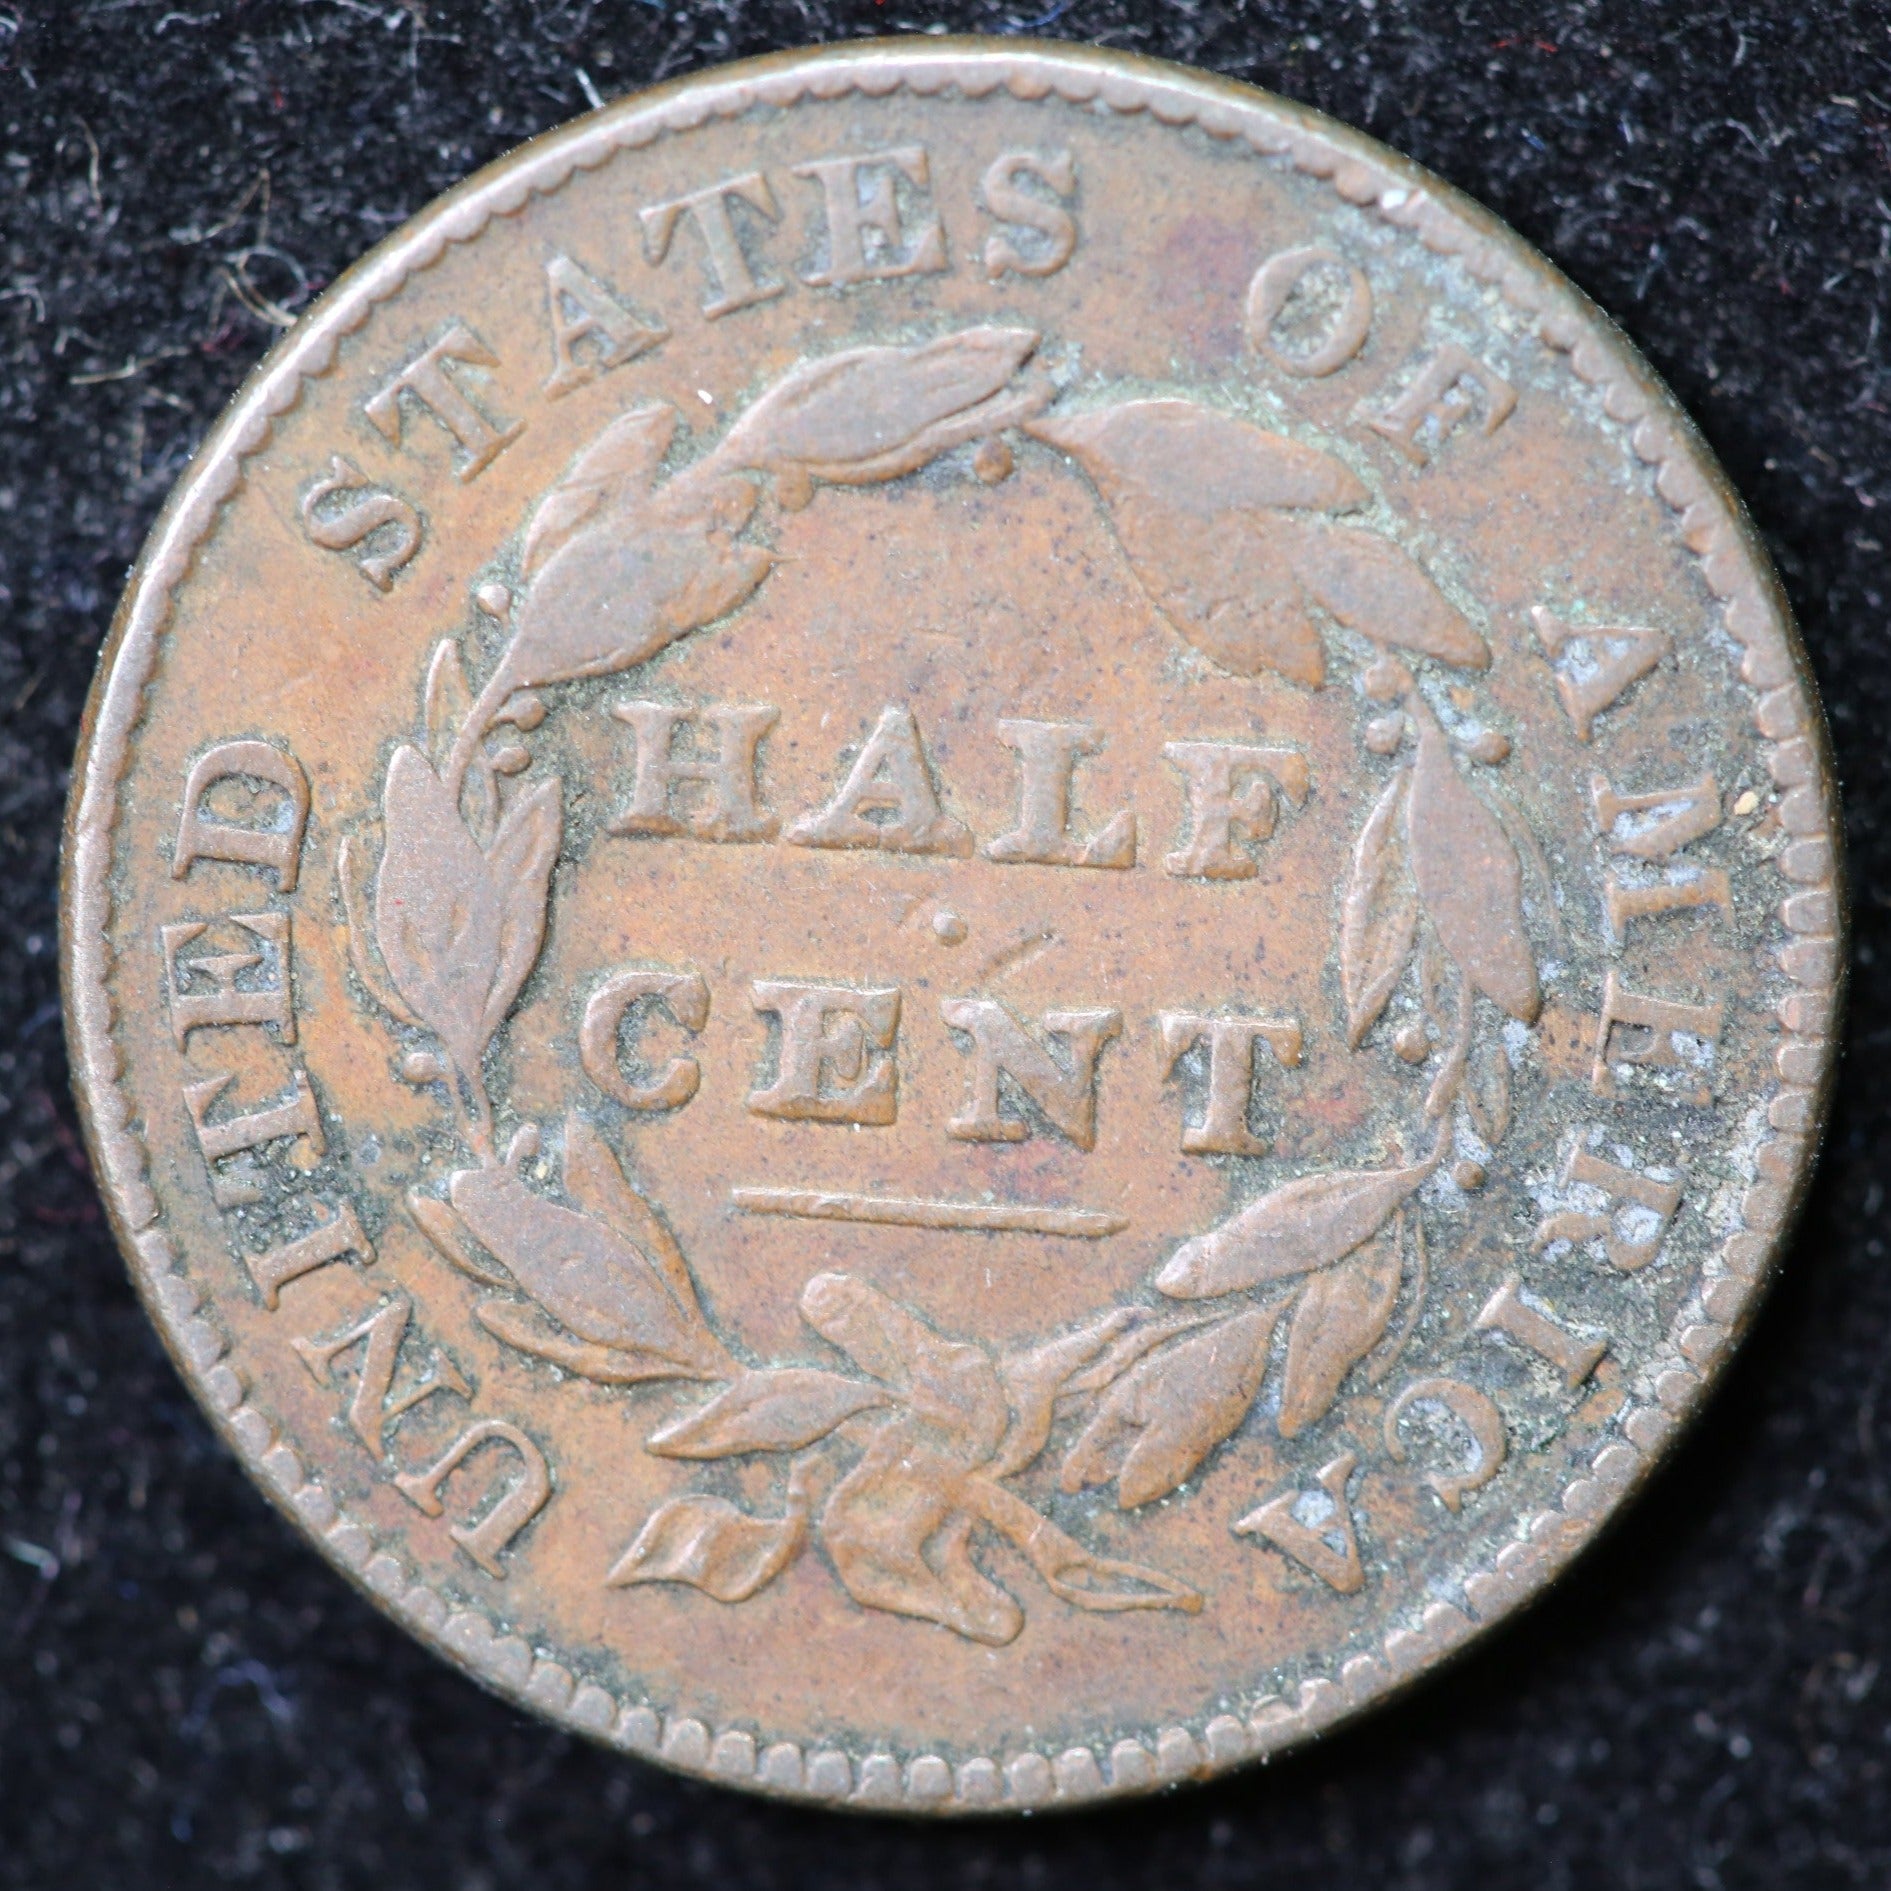 UNITED STATES OF AMERICA
HALF
CENT